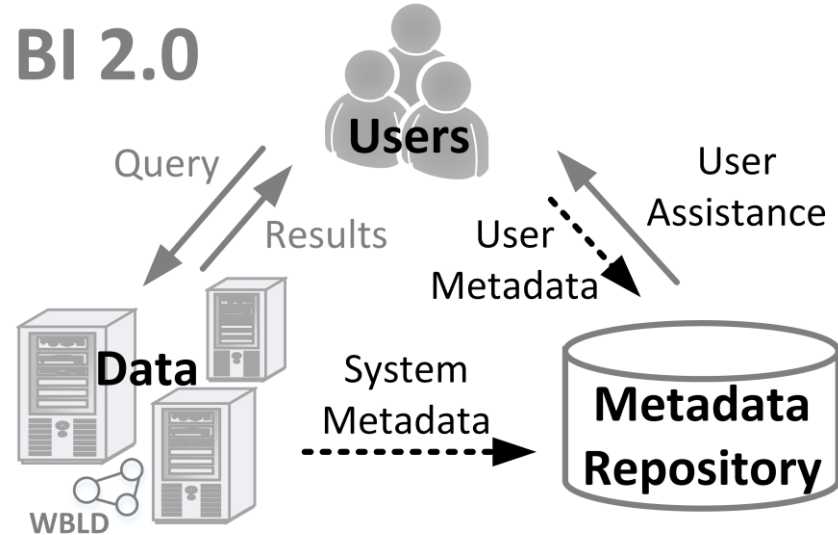 BI 2.0
Users
Query
Results
User
Assistance
User
Metadata
Data
System
Metadata
Metadata
Repository
WBLD